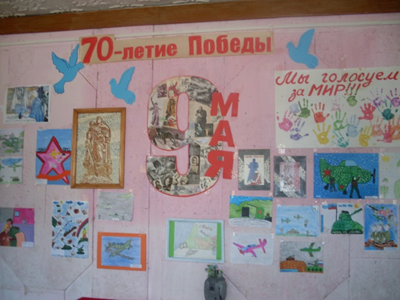 70-летие Победы
Мы голосуем
за МИР!!!
9
МАЯ